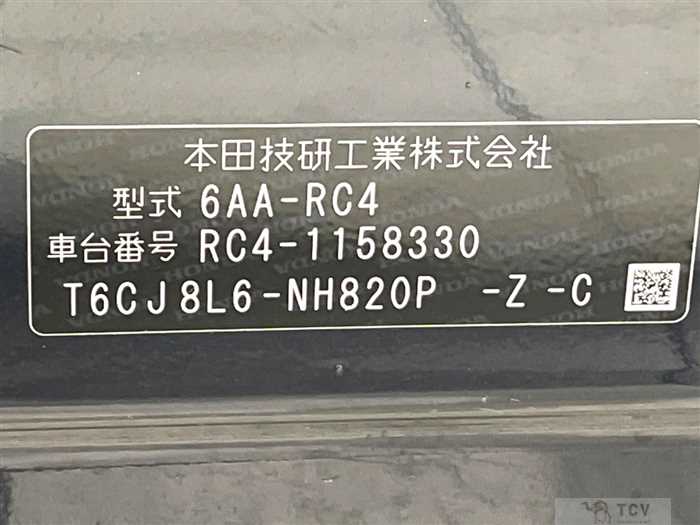 本田技研工業株式会社
型式 6AA-RC4
車台番号 RC4-1158330
T6CJ8L6-NH820P -Z -C
TCV